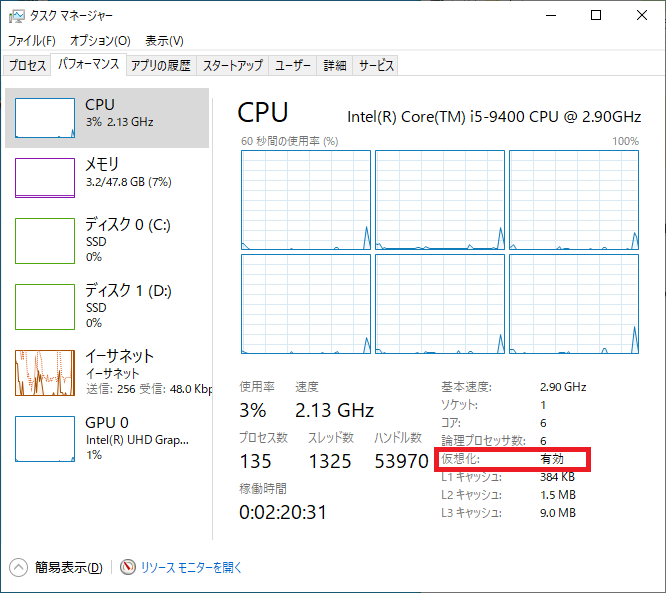 タスク マネージャー
ファイル(F) オプション(O) 表示(V)
プロセス パフォーマンス アプリの履歴 スタートアップ ユーザー 詳細 サービス
CPU
3% 2.13 GHz
メモリ
3.2/47.8 GB (7%)
ディスク 0 (C:)
SSD
0%
ディスク 1 (D:)
SSD
0%
イーサネット
イーサネット
送信: 256 受信: 48.0 Kbp
GPU 0
Intel(R) UHD Grap...
1%
CPU
Intel(R) Core(TM) i5-9400 CPU @ 2.90GHz
60 秒間の使用率 (%)
100%
使用率 速度
3% 2.13 GHz
プロセス数 スレッド数 ハンドル数
135 1325 53970
稼働時間
0:02:20:31
基本速度: 2.90 GHz
ソケット: 1
コア: 6
論理プロセッサ数: 6
仮想化: 有効
L1 キャッシュ: 384 KB
L2 キャッシュ: 1.5 MB
L3 キャッシュ: 9.0 MB
簡易表示(D)
リソース モニターを開く